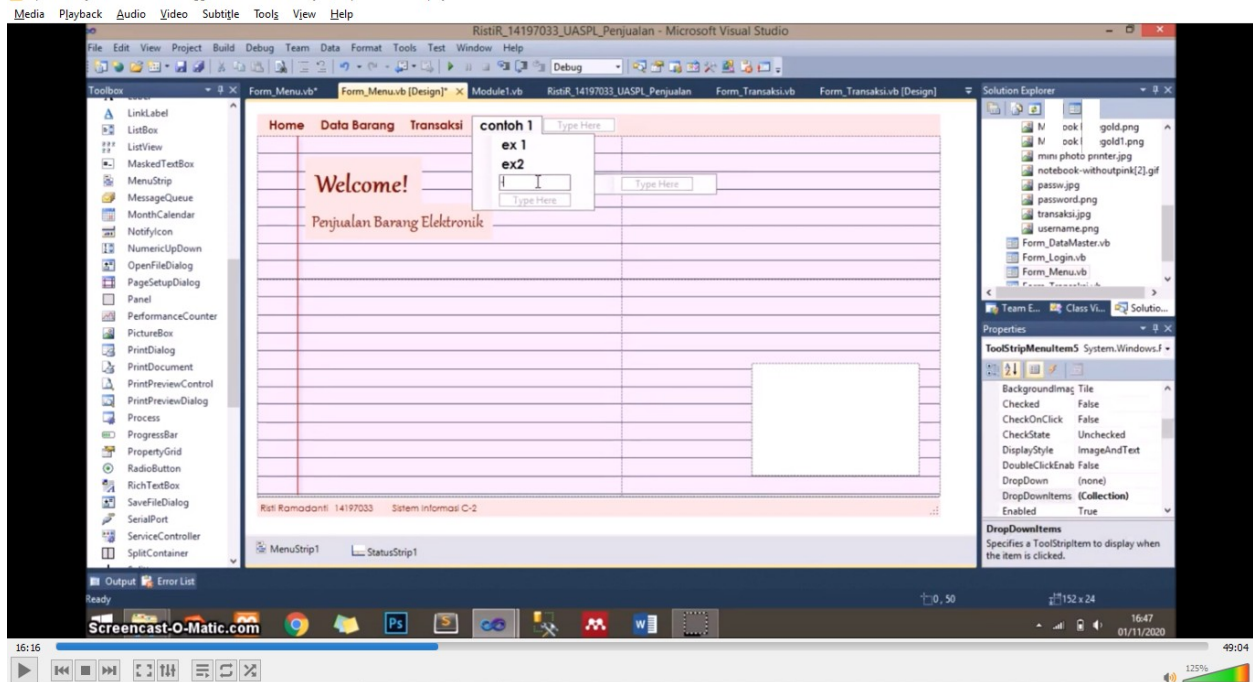 Media Playback Audio Video Subtitle Tools View Help
RistiR_14197033_UASPL_Penjualan - Microsoft Visual Studio
File Edit View Project Build Debug Team Data Format Tools Test Window Help
Debug
Toolbox
Form_Menu.vb* Form_Menu.vb [Design]* Module1.vb RistiR_14197033_UASPL_Penjualan Form_Transaksi.vb Form_Transaksi.vb [Design]
Solution Explorer
LinkLabel
ListBox
ListView
MaskedTextBox
MenuStrip
MessageQueue
MonthCalendar
NotifyIcon
NumericUpDown
OpenFileDialog
PageSetupDialog
Panel
PerformanceCounter
PictureBox
PrintDialog
PrintDocument
PrintPreviewControl
PrintPreviewDialog
Process
ProgressBar
PropertyGrid
RadioButton
RichTextBox
SaveFileDialog
SerialPort
ServiceController
SplitContainer
Home Data Barang Transaksi contoh 1 Type Here
ex 1
ex2
Type Here
Type Here
Welcome!
Penjualan Barang Elektronik
Risti Ramadanti 14197033 Sistem Informasi C-2
MenuStrip1 StatusStrip1
gold.png
gold1.png
mini photo printer.jpg
notebook-withoutpink[2].gif
passw.jpg
password.png
transaksi.jpg
username.png
Form_DataMaster.vb
Form_Login.vb
Form_Menu.vb
Team E... Class Vi... Solutio...
Properties
ToolStripMenuItem5 System.Windows.F
BackgroundImag Tile
Checked False
CheckOnClick False
CheckState Unchecked
DisplayStyle ImageAndText
DoubleClickEnab False
DropDown (none)
DropDownItems (Collection)
Enabled True
DropDownItems
Specifies a ToolStripItem to display when
the item is clicked.
Output Error List
Ready 0, 50 152 x 24
Screencast-O-Matic.com
Ps S W
16:47
01/11/2020
16:16 49:04
125%